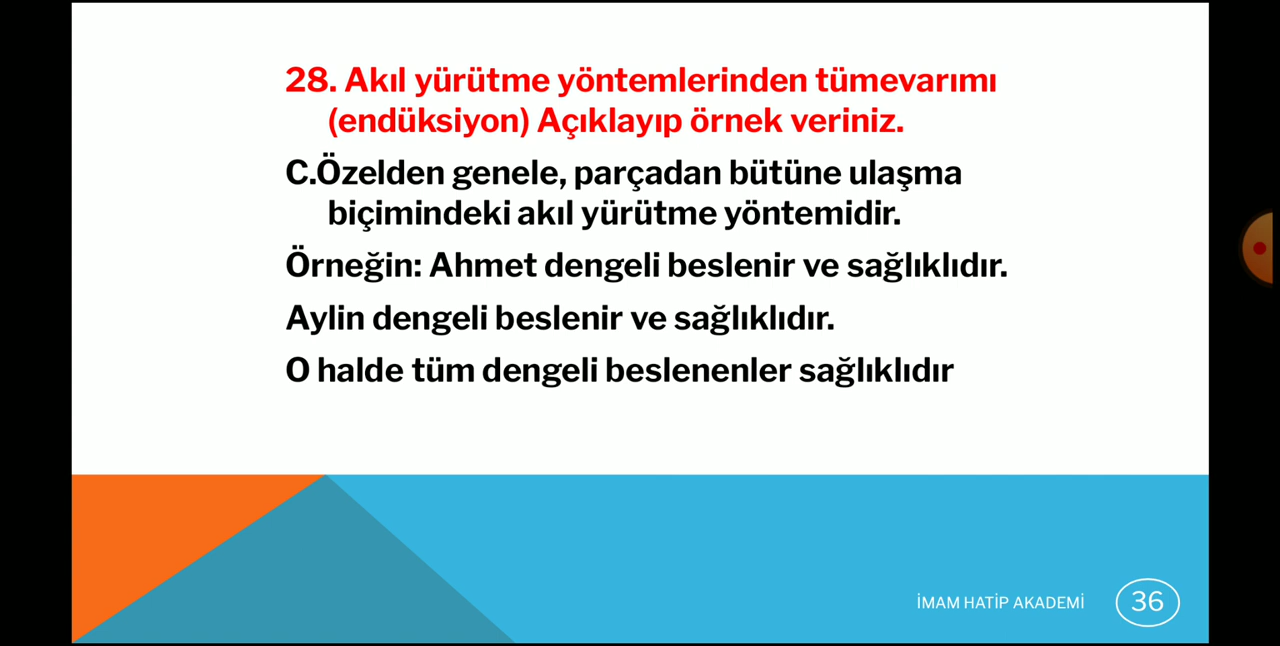 28. Akıl yürütme yöntemlerinden tümevarımı
(endüksiyon) Açıklayıp örnek veriniz.
C.Özelden genele, parçadan bütüne ulaşma
biçimindeki akıl yürütme yöntemidir.
Örneğin: Ahmet dengeli beslenir ve sağlıklıdır.
Aylin dengeli beslenir ve sağlıklıdır.
O halde tüm dengeli beslenenler sağlıklıdır
İMAM HATİP AKADEMİ
36